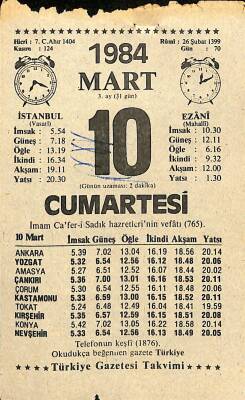 Hicri : 7. C. Ahir 1404
Kasım : 124
Rûmî : 26 Şubat 1399
Gün : 70
1984
MART
3. ay (31 gün)
İSTANBUL
(Vasatî)
İmsak : 5.54
Güneş : 7.18
Öğle : 13.19
İkindi : 16.34
Akşam : 19.11
Yatsı : 20.30
10
EZANÎ
(Mahallî)
İmsak : 10.30
Güneş : 12.11
Öğle : 6.16
İkindi : 9.32
Akşam : 12.00
Yatsı : 1.30
(Günün uzaması: 2 dakika)
CUMARTESİ
İmam Ca'fer-i Sadık hazretleri'nin vefâtı (765).
10 Mart İmsak Güneş Öğle İkindi Akşam Yatsı
ANKARA 5.39 7.02 13.04 16.19 18.56 20.14
YOZGAT 5.32 6.54 12.56 16.12 18.48 20.06
AMASYA 5.27 6.51 12.52 16.07 18.44 20.02
ÇANKIRI 5.36 7.00 13.01 16.16 18.53 20.11
ÇORUM 5.30 6.54 12.55 16.11 18.48 20.06
KASTAMONU 5.33 6.59 13.00 16.15 18.52 20.11
TOKAT 5.24 6.48 12.49 16.04 18.41 19.59
KIRŞEHİR 5.35 6.57 12.59 16.15 18.51 20.08
KONYA 5.42 7.02 13.05 16.22 18.58 20.14
NEVŞEHİR 5.33 6.54 12.56 16.13 18.49 20.05
Telefonun keşfi (1876).
Okudukça beğenilen gazete Türkiye
Türkiye Gazetesi Takvimi